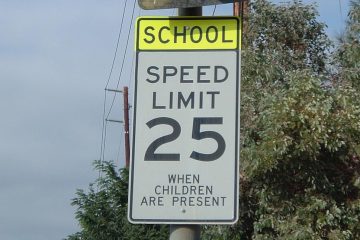 SCHOOL
SPEED
LIMIT
25
WHEN
CHILDREN
ARE PRESENT